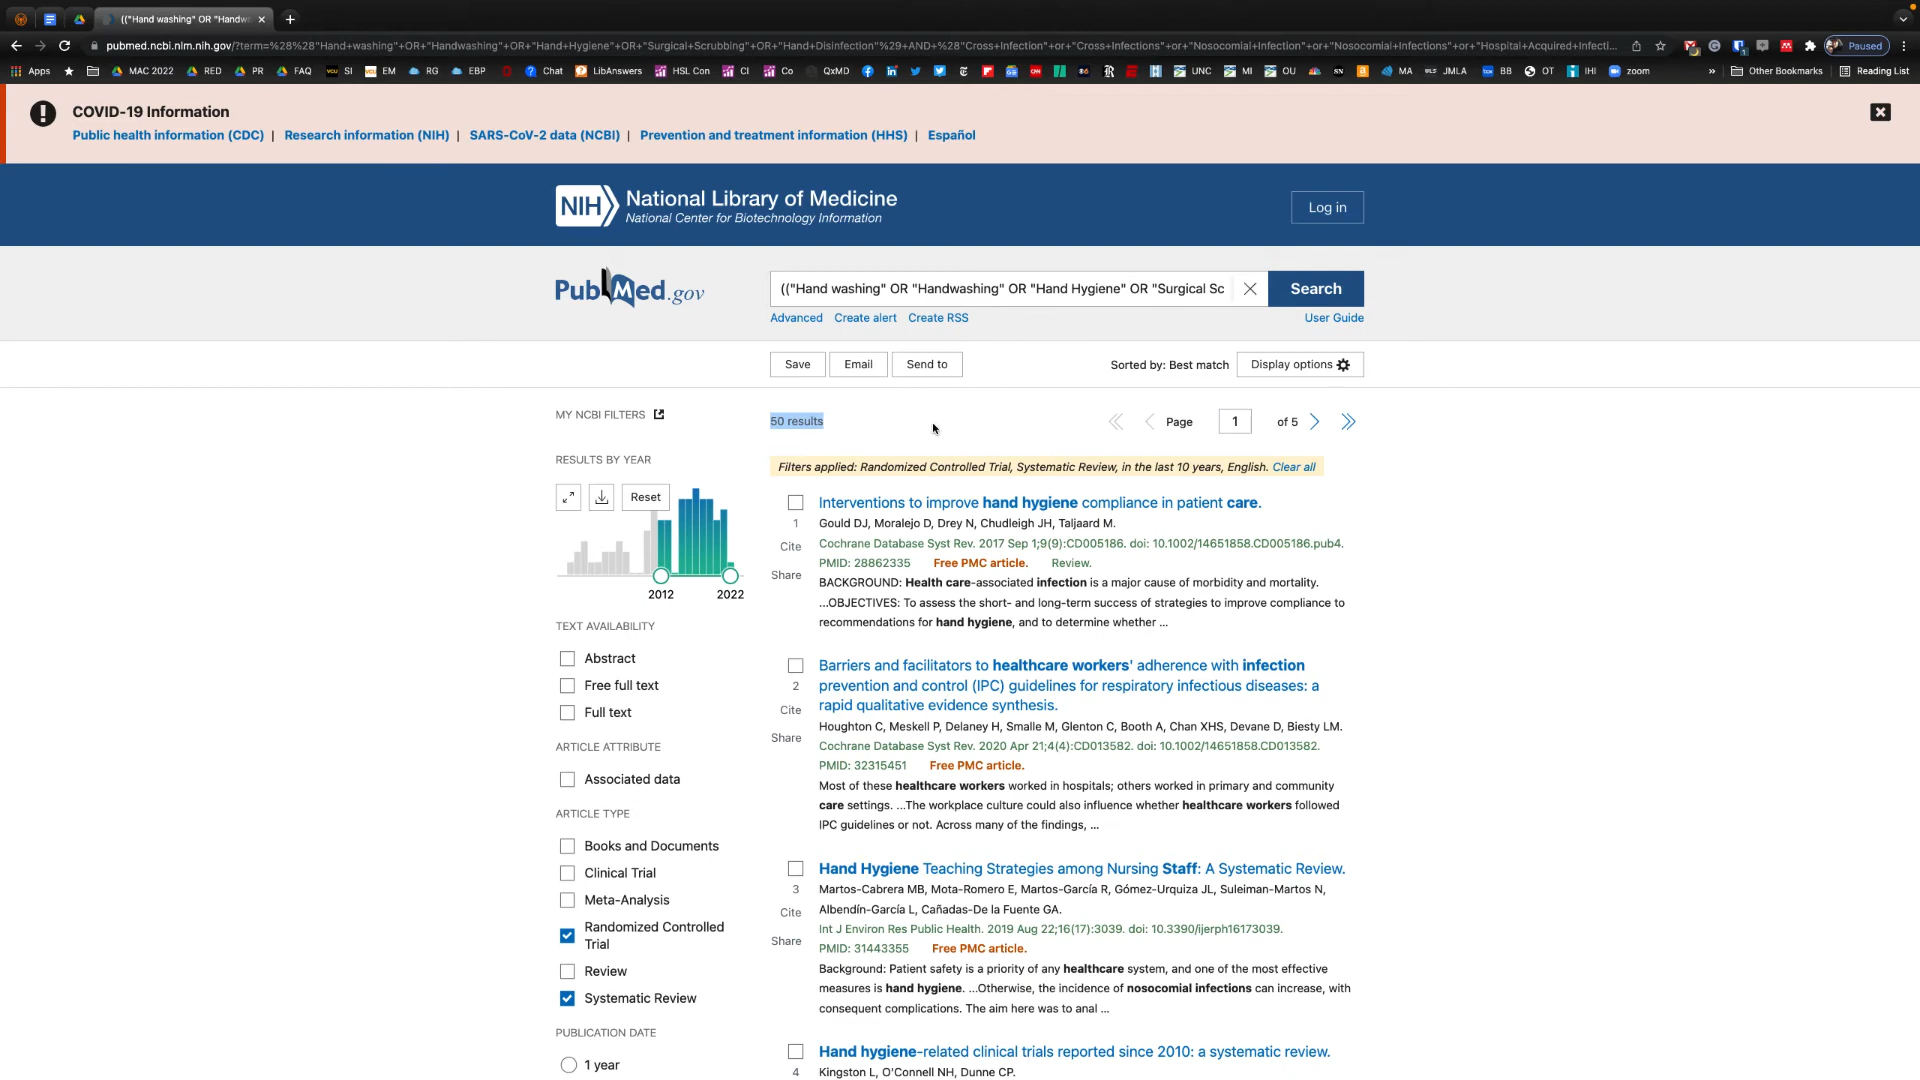 (("Hand washing" OR "Handwa
pubmed.ncbi.nlm.nih.gov/?term=%28%28"Hand+washing"+OR+"Handwashing"+OR+"Hand+Hygiene"+OR+"Surgical+Scrubbing"+OR+"Hand+Disinfection"%29+AND+%28"Cross+Infection"+or+"Cross+Infections"+or+"Nosocomial+Infection"+or+"Nosocomial+Infections"+or+"Hospital+Acquired+Infecti... Paused
Apps MAC 2022 RED PR FAQ SI EM RG EBP Chat LibAnswers HSL Con CI Co QxMD UNC MI OU MA JMLA BB OT IHI zoom » Other Bookmarks Reading List
COVID-19 Information
Public health information (CDC) | Research information (NIH) | SARS-CoV-2 data (NCBI) | Prevention and treatment information (HHS) | Español
NIH National Library of Medicine
National Center for Biotechnology Information
Log in
PubMed.gov
(("Hand washing" OR "Handwashing" OR "Hand Hygiene" OR "Surgical Sc
Search
Advanced Create alert Create RSS User Guide
Save Email Send to Sorted by: Best match Display options
MY NCBI FILTERS
50 results Page 1 of 5
RESULTS BY YEAR
Reset
2012 2022
TEXT AVAILABILITY
Abstract
Free full text
Full text
ARTICLE ATTRIBUTE
Associated data
ARTICLE TYPE
Books and Documents
Clinical Trial
Meta-Analysis
Randomized Controlled
Trial
Review
Systematic Review
PUBLICATION DATE
1 year
Filters applied: Randomized Controlled Trial, Systematic Review, in the last 10 years, English. Clear all
Interventions to improve hand hygiene compliance in patient care.
1
Cite
Share
Gould DJ, Moralejo D, Drey N, Chudleigh JH, Taljaard M.
Cochrane Database Syst Rev. 2017 Sep 1;9(9):CD005186. doi: 10.1002/14651858.CD005186.pub4.
PMID: 28862335 Free PMC article. Review.
BACKGROUND: Health care-associated infection is a major cause of morbidity and mortality.
...OBJECTIVES: To assess the short- and long-term success of strategies to improve compliance to
recommendations for hand hygiene, and to determine whether ...
Barriers and facilitators to healthcare workers' adherence with infection
prevention and control (IPC) guidelines for respiratory infectious diseases: a
rapid qualitative evidence synthesis.
2
Cite
Share
Houghton C, Meskell P, Delaney H, Smalle M, Glenton C, Booth A, Chan XHS, Devane D, Biesty LM.
Cochrane Database Syst Rev. 2020 Apr 21;4(4):CD013582. doi: 10.1002/14651858.CD013582.
PMID: 32315451 Free PMC article.
Most of these healthcare workers worked in hospitals; others worked in primary and community
care settings. ...The workplace culture could also influence whether healthcare workers followed
IPC guidelines or not. Across many of the findings, ...
Hand Hygiene Teaching Strategies among Nursing Staff: A Systematic Review.
3
Cite
Share
Martos-Cabrera MB, Mota-Romero E, Martos-García R, Gómez-Urquiza JL, Suleiman-Martos N,
Albendín-García L, Cañadas-De la Fuente GA.
Int J Environ Res Public Health. 2019 Aug 22;16(17):3039. doi: 10.3390/ijerph16173039.
PMID: 31443355 Free PMC article.
Background: Patient safety is a priority of any healthcare system, and one of the most effective
measures is hand hygiene. ...Otherwise, the incidence of nosocomial infections can increase, with
consequent complications. The aim here was to anal ...
Hand hygiene-related clinical trials reported since 2010: a systematic review.
4
Kingston L, O'Connell NH, Dunne CP.